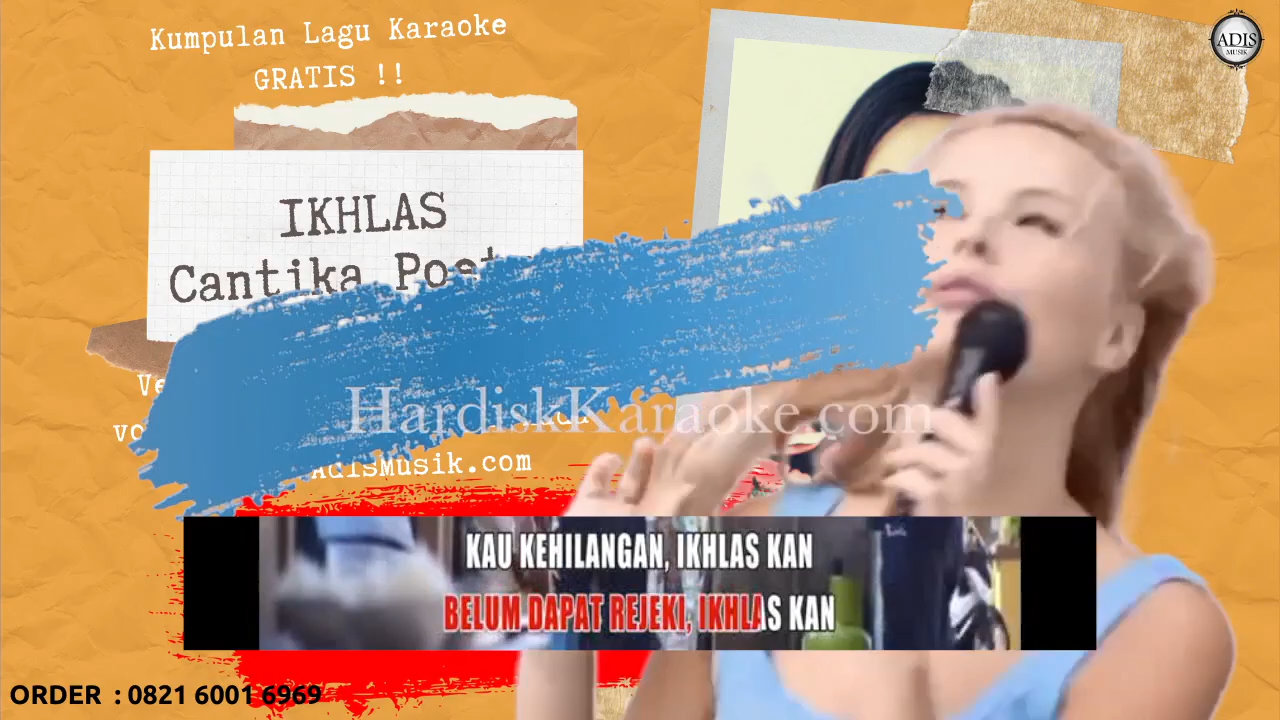 Kumpulan Lagu Karaoke
GRATIS !!
ADIS
MUSIK
IKHLAS
Cantika
HardiskKaraoke.com
AdisMusik.com
KAU KEHILANGAN, IKHLAS KAN
BELUM DAPAT REJEKI, IKHLAS KAN
ORDER : 0821 6001 6969